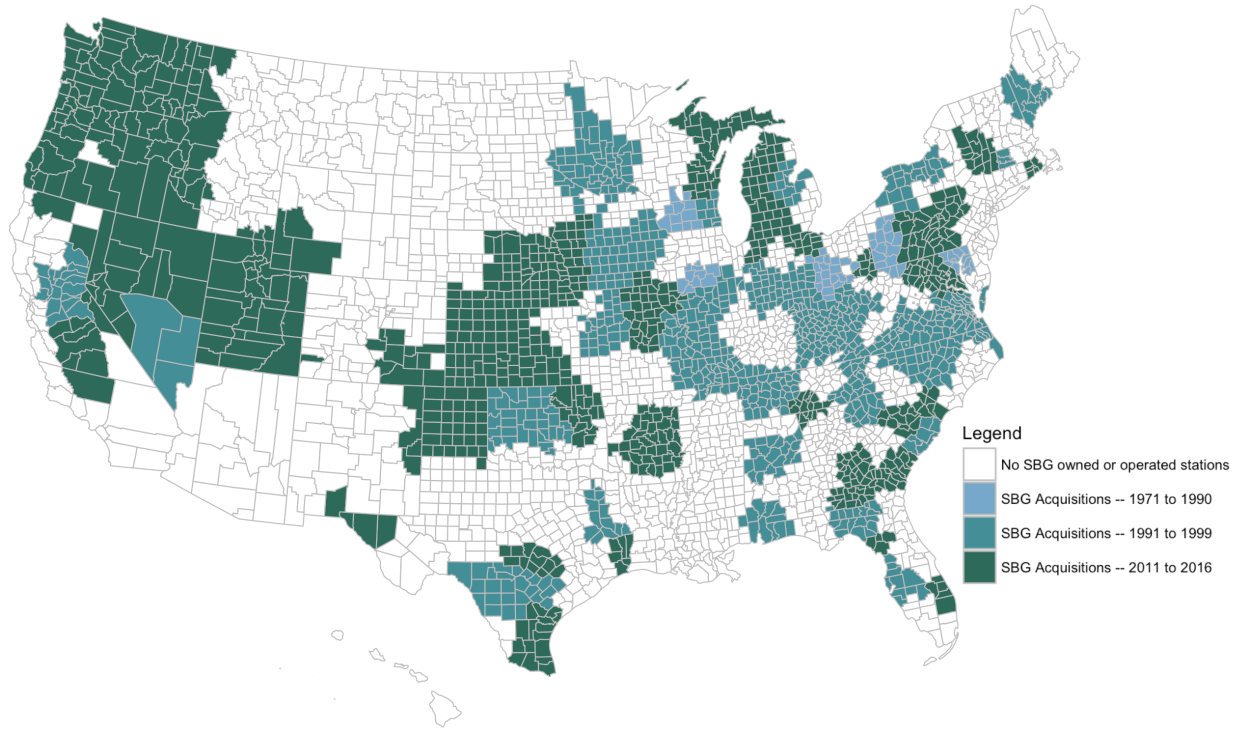 Legend
No SBG owned or operated stations
SBG Acquisitions -- 1971 to 1990
SBG Acquisitions -- 1991 to 1999
SBG Acquisitions -- 2011 to 2016